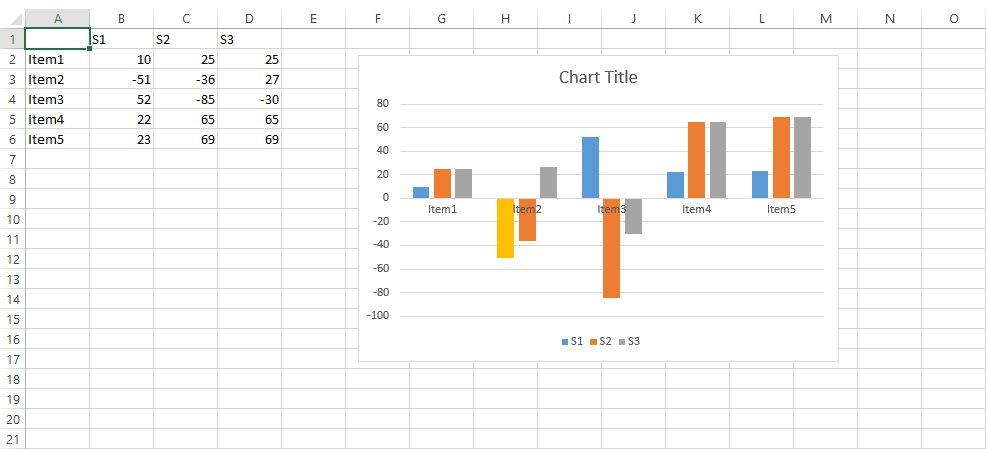 A B C D E F G H I J K L M N O
1 S1 S2 S3
2 Item1 10 25 25
3 Item2 -51 -36 27
4 Item3 52 -85 -30
5 Item4 22 65 65
6 Item5 23 69 69
7
8
9
10
11
12
13
14
15
16
17
18
19
20
21
Chart Title
80
60
40
20
0
Item1 Item2 Item3 Item4 Item5
-20
-40
-60
-80
-100
S1 S2 S3